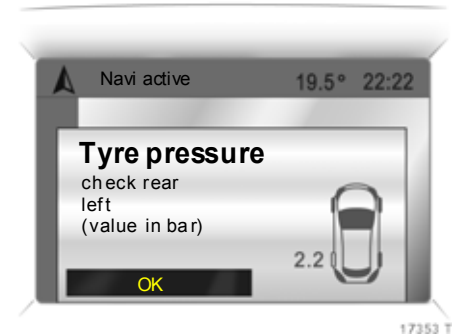 Navi active 19.5° 22:22
Tyre pressure
check rear
left
(value in bar)
2.2
OK
17353 T